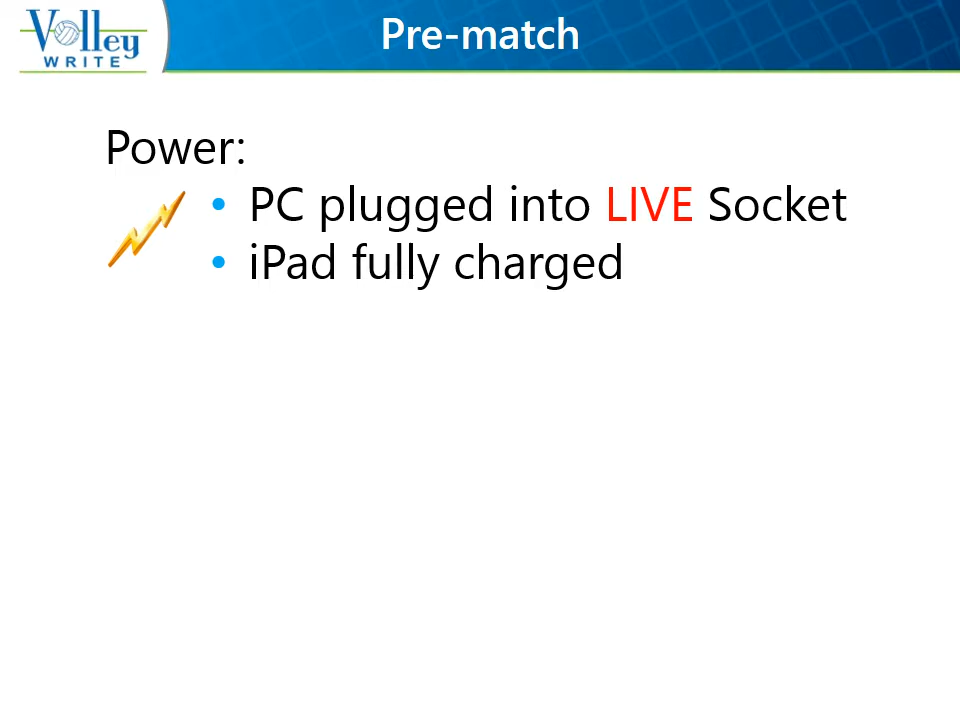 Volley
WRITE
Pre-match
Power:
• PC plugged into LIVE Socket
• iPad fully charged